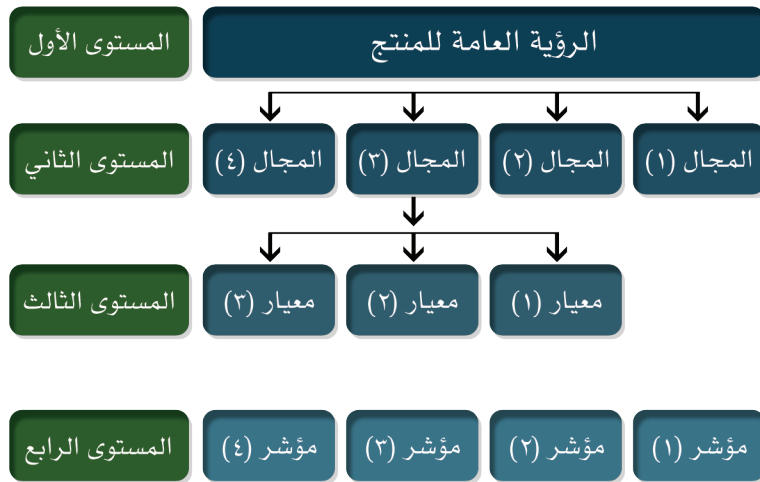 الرؤية العامة للمنتج
المستوى الأول
المجال (١)
المجال (٢)
المجال (٣)
المجال (٤)
المستوى الثاني
معيار (١)
معيار (٢)
معيار (٣)
المستوى الثالث
مؤشر (١)
مؤشر (٢)
مؤشر (٣)
مؤشر (٤)
المستوى الرابع